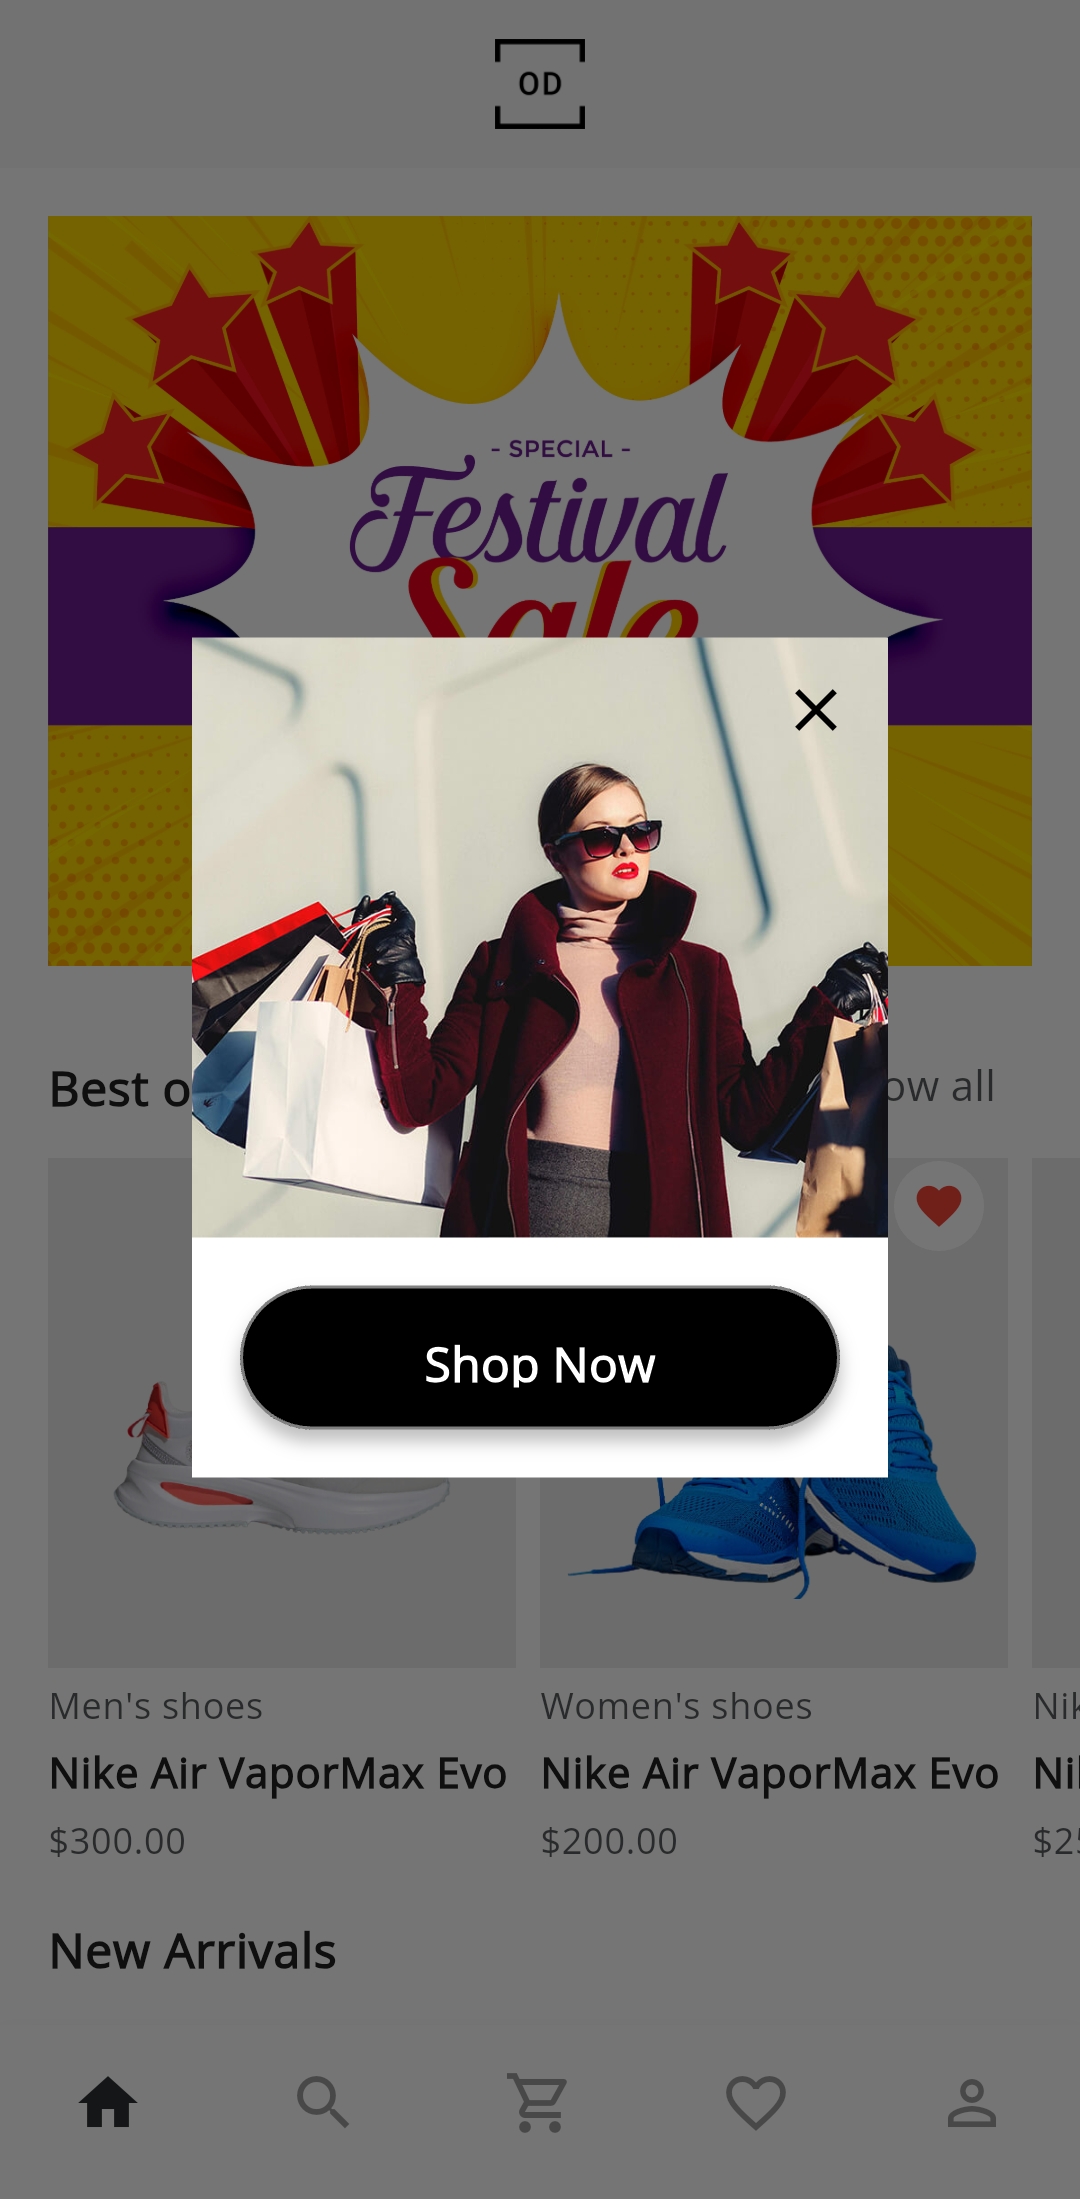 OD
- SPECIAL -
Festival
Sale
Best o
ow all
Shop Now
Men's shoes
Women's shoes
Nik
Nike Air VaporMax Evo
Nike Air VaporMax Evo
Ni
$300.00
$200.00
$25
New Arrivals